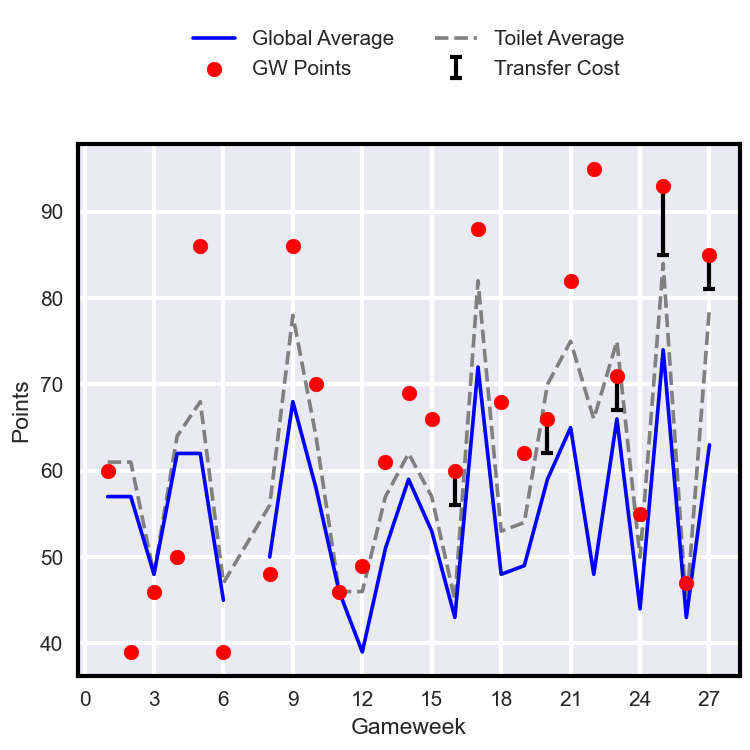 Global Average
Toilet Average
GW Points
Transfer Cost
90
80
70
60
50
40
Points
0 3 6 9 12 15 18 21 24 27
Gameweek